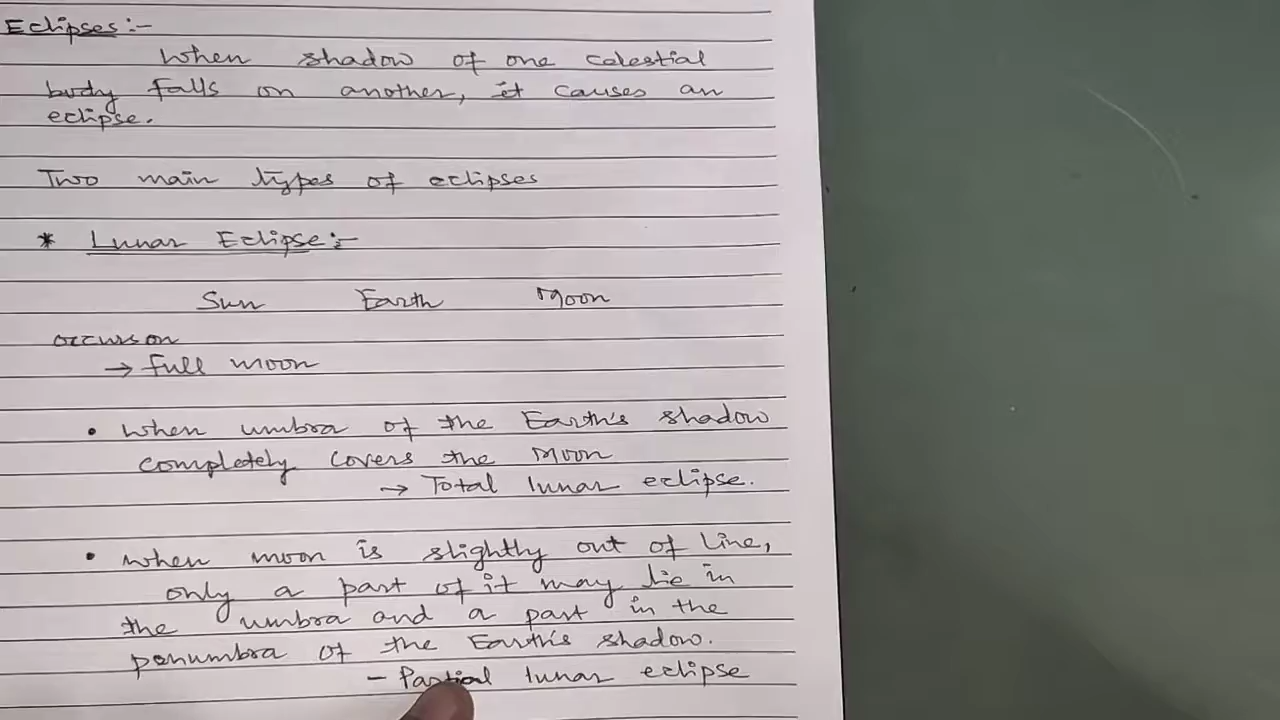 Eclipses :-
When shadow of one celestial
body falls on another, it causes an
eclipse.
Two main types of eclipses
* Lunar Eclipse :-
Sun Earth Moon
occurs on
→ full moon
• When umbra of the Earth's shadow
completely covers the Moon
→ Total lunar eclipse.
• when moon is slightly out of line,
only a part of it may lie in
the umbra and a part in the
penumbra of the Earth's shadow.
- Partial lunar eclipse